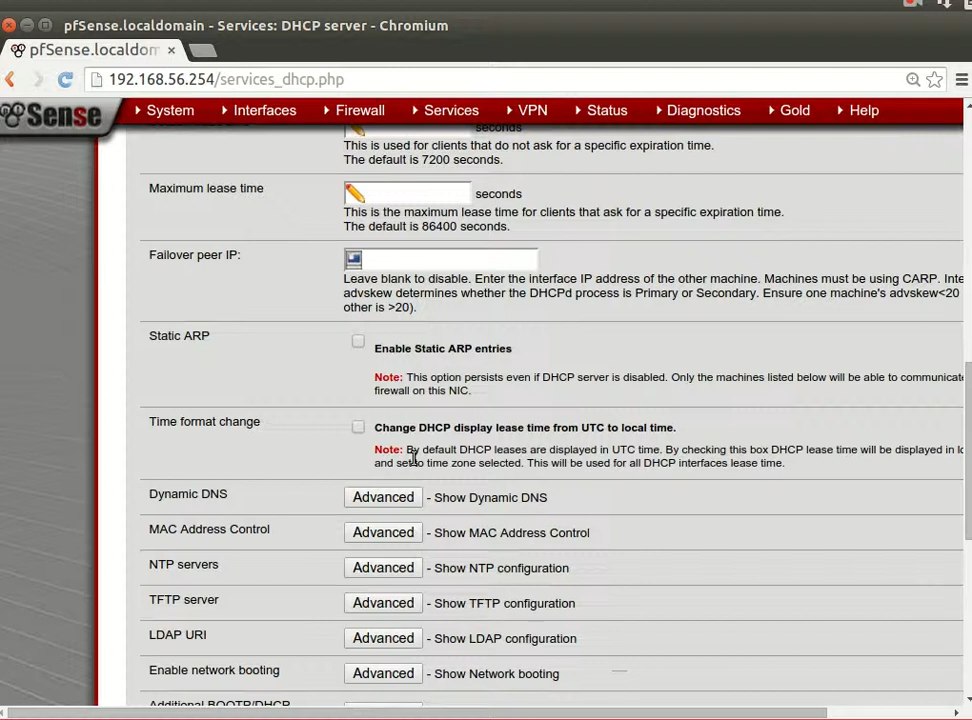 pfSense.localdomain - Services: DHCP server - Chromium
pfSense.localdom
192.168.56.254/services_dhcp.php
Sense System Interfaces Firewall Services VPN Status Diagnostics Gold Help
seconds
This is used for clients that do not ask for a specific expiration time.
The default is 7200 seconds.
Maximum lease time
seconds
This is the maximum lease time for clients that ask for a specific expiration time.
The default is 86400 seconds.
Failover peer IP:
Leave blank to disable. Enter the interface IP address of the other machine. Machines must be using CARP. Inte
advskew determines whether the DHCPd process is Primary or Secondary. Ensure one machine's advskew<20
other is >20).
Static ARP
Enable Static ARP entries
Note: This option persists even if DHCP server is disabled. Only the machines listed below will be able to communicate
firewall on this NIC.
Time format change
Change DHCP display lease time from UTC to local time.
Note: By default DHCP leases are displayed in UTC time. By checking this box DHCP lease time will be displayed in lo
and set to time zone selected. This will be used for all DHCP interfaces lease time.
Dynamic DNS Advanced - Show Dynamic DNS
MAC Address Control Advanced - Show MAC Address Control
NTP servers Advanced - Show NTP configuration
TFTP server Advanced - Show TFTP configuration
LDAP URI Advanced - Show LDAP configuration
Enable network booting Advanced - Show Network booting
Additional BOOTP/DHCP